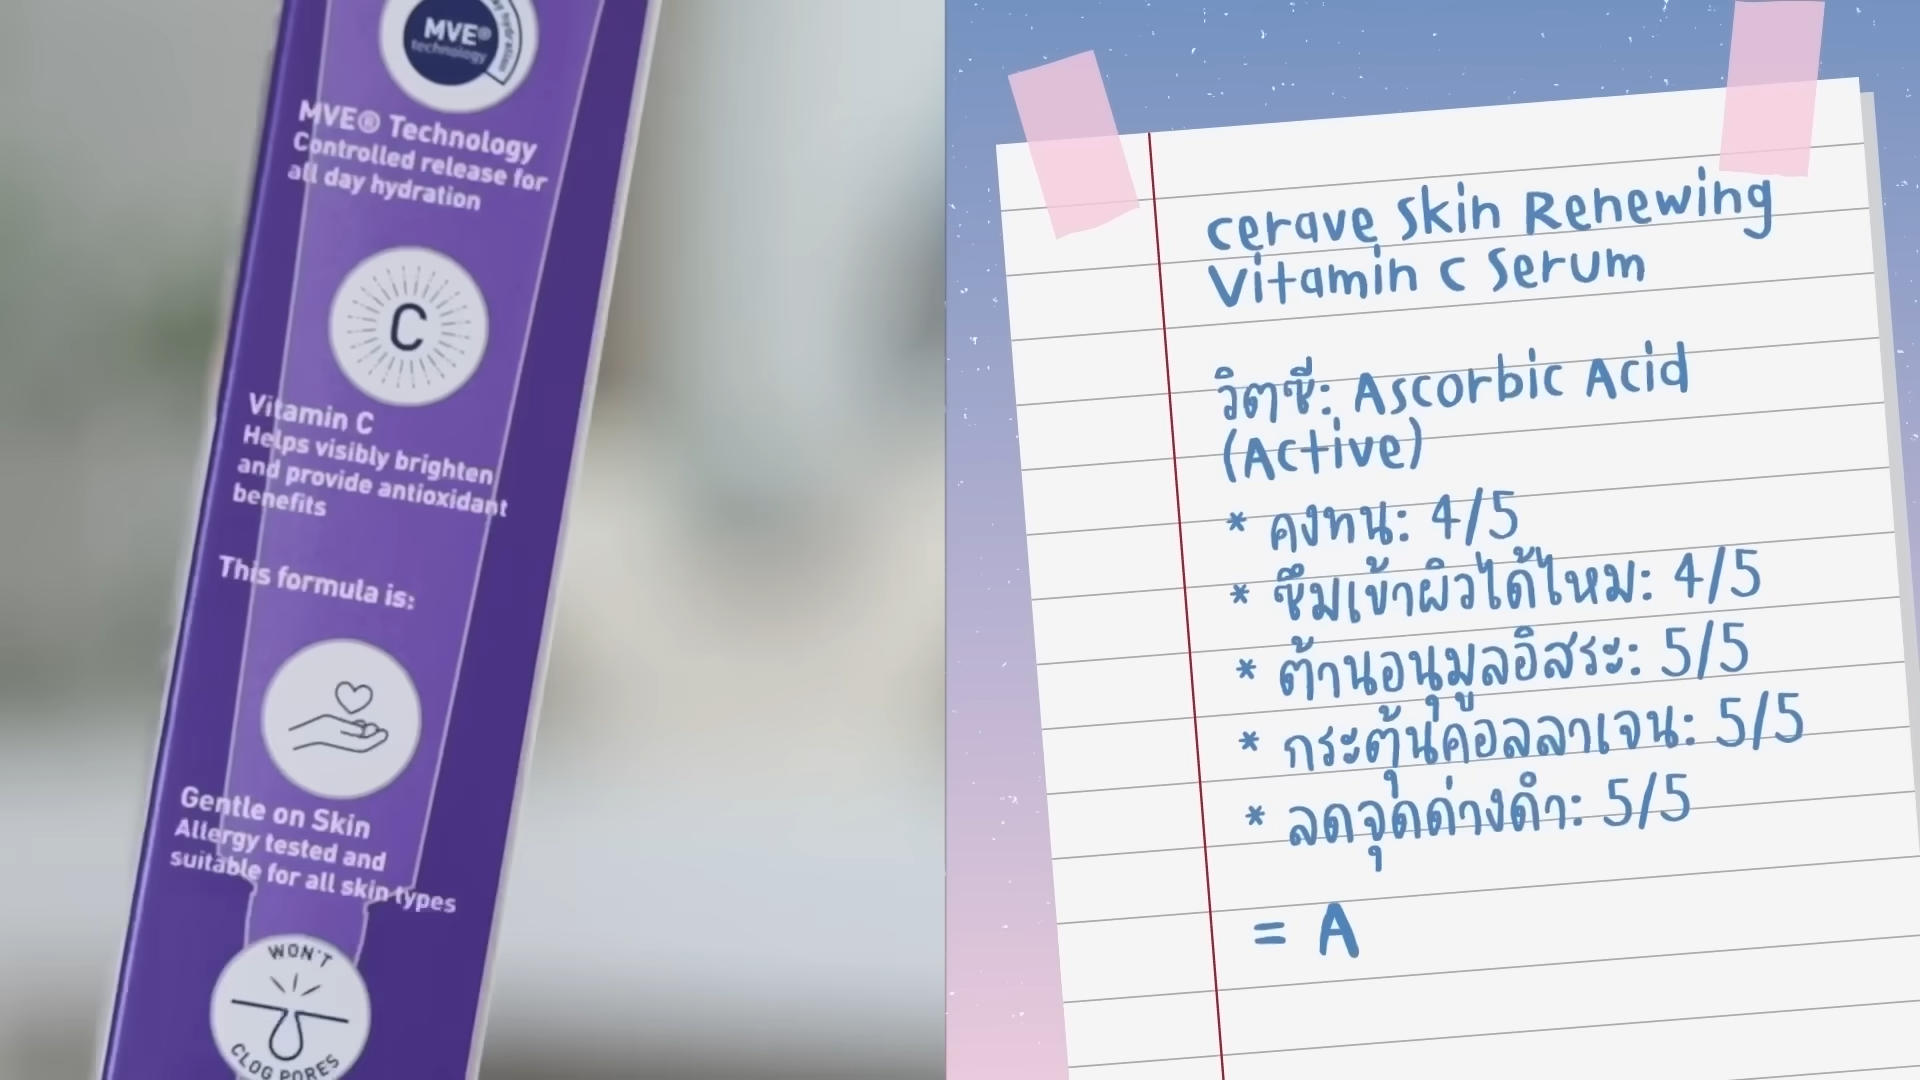 MVE®
technology
MVE® Technology
Controlled release for
all day hydration
C
Vitamin C
Helps visibly brighten
and provide antioxidant
benefits
This formula is:
Gentle on Skin
Allergy tested and
suitable for all skin types
WON'T
CLOG PORES
Cerave Skin Renewing
Vitamin C Serum
วิตซี: Ascorbic Acid
(Active)
* คงทน: 4/5
* ซึมเข้าผิวได้ไหม: 4/5
* ต้านอนุมูลอิสระ: 5/5
* กระตุ้นคอลลาเจน: 5/5
* ลดจุดด่างดำ: 5/5
= A